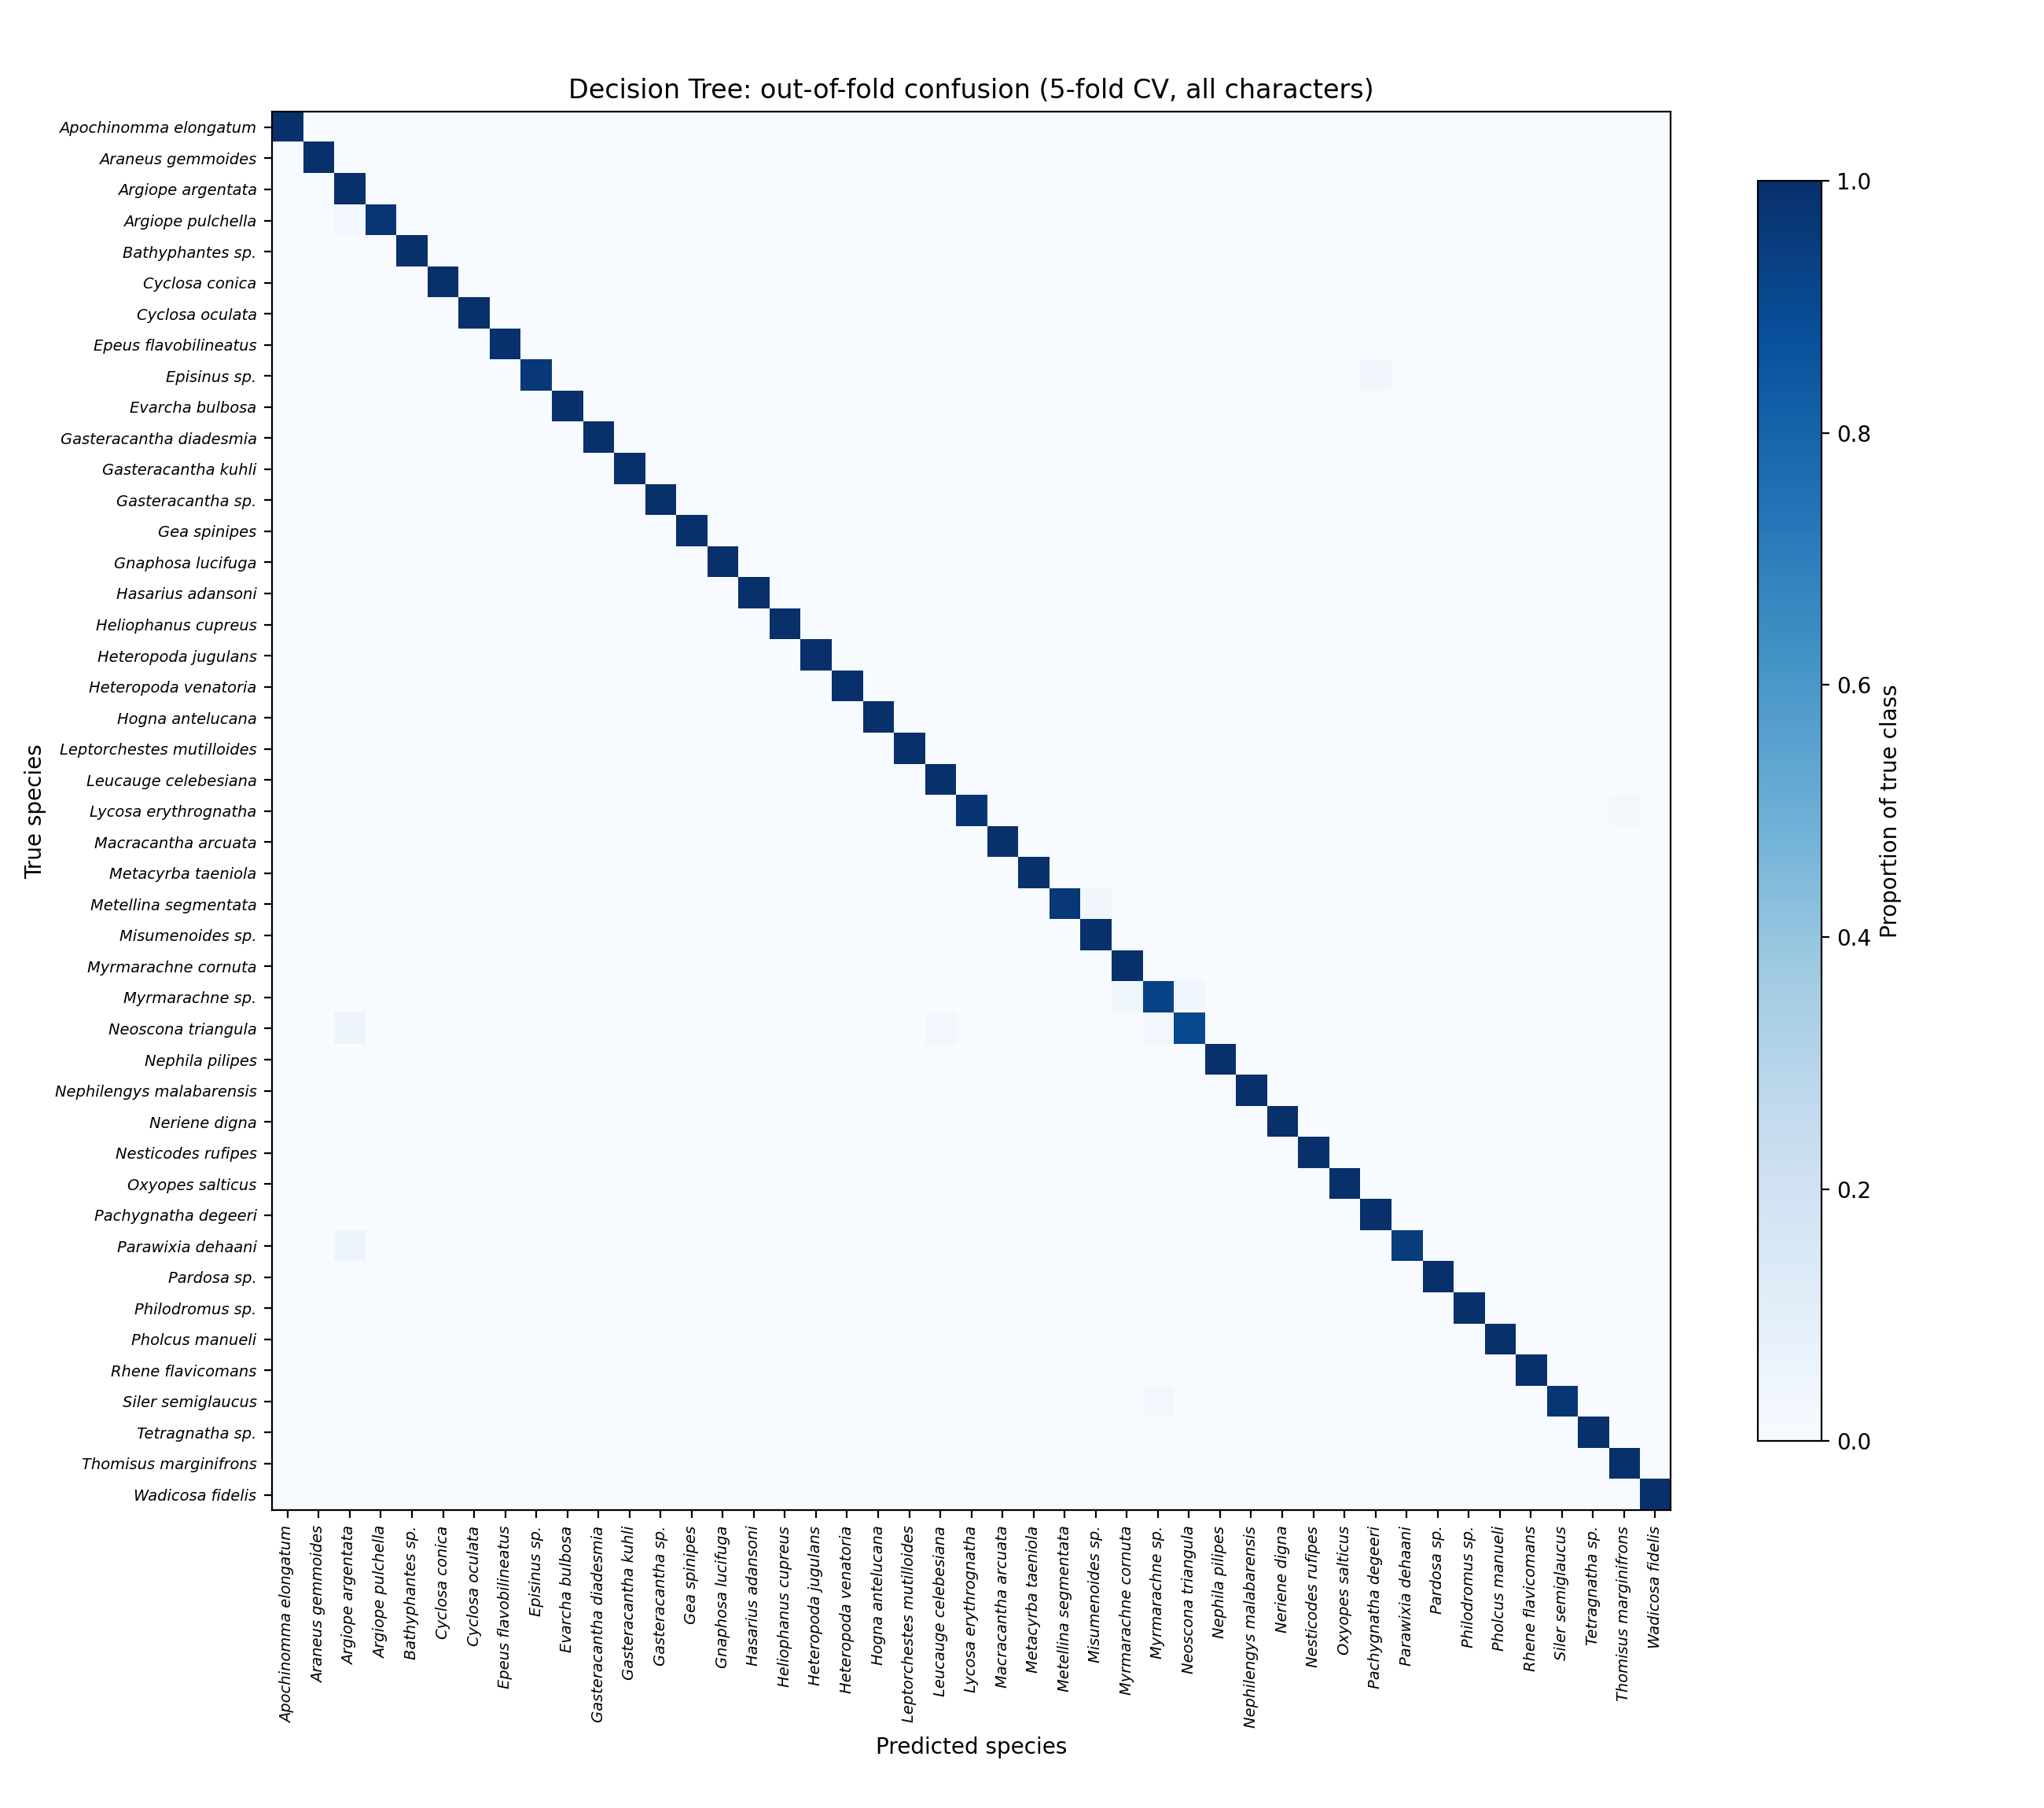 Decision Tree: out-of-fold confusion (5-fold CV, all characters)
Apochinomma elongatum
Araneus gemmoides
Argiope argentata
Argiope pulchella
Bathyphantes sp.
Cyclosa conica
Cyclosa oculata
Epeus flavobilineatus
Episinus sp.
Evarcha bulbosa
Gasteracantha diadesmia
Gasteracantha kuhli
Gasteracantha sp.
Gea spinipes
Gnaphosa lucifuga
Hasarius adansoni
Heliophanus cupreus
Heteropoda jugulans
Heteropoda venatoria
Hogna antelucana
Leptorchestes mutilloides
Leucauge celebesiana
Lycosa erythrognatha
Macracantha arcuata
Metacyrba taeniola
Metellina segmentata
Misumenoides sp.
Myrmarachne cornuta
Myrmarachne sp.
Neoscona triangula
Nephila pilipes
Nephilengys malabarensis
Neriene digna
Nesticodes rufipes
Oxyopes salticus
Pachygnatha degeeri
Parawixia dehaani
Pardosa sp.
Philodromus sp.
Pholcus manueli
Rhene flavicomans
Siler semiglaucus
Tetragnatha sp.
Thomisus marginifrons
Wadicosa fidelis
True species
Apochinomma elongatum
Araneus gemmoides
Argiope argentata
Argiope pulchella
Bathyphantes sp.
Cyclosa conica
Cyclosa oculata
Epeus flavobilineatus
Episinus sp.
Evarcha bulbosa
Gasteracantha diadesmia
Gasteracantha kuhli
Gasteracantha sp.
Gea spinipes
Gnaphosa lucifuga
Hasarius adansoni
Heliophanus cupreus
Heteropoda jugulans
Heteropoda venatoria
Hogna antelucana
Leptorchestes mutilloides
Leucauge celebesiana
Lycosa erythrognatha
Macracantha arcuata
Metacyrba taeniola
Metellina segmentata
Misumenoides sp.
Myrmarachne cornuta
Myrmarachne sp.
Neoscona triangula
Nephila pilipes
Nephilengys malabarensis
Neriene digna
Nesticodes rufipes
Oxyopes salticus
Pachygnatha degeeri
Parawixia dehaani
Pardosa sp.
Philodromus sp.
Pholcus manueli
Rhene flavicomans
Siler semiglaucus
Tetragnatha sp.
Thomisus marginifrons
Wadicosa fidelis
Predicted species
1.0
0.8
0.6
0.4
0.2
0.0
Proportion of true class